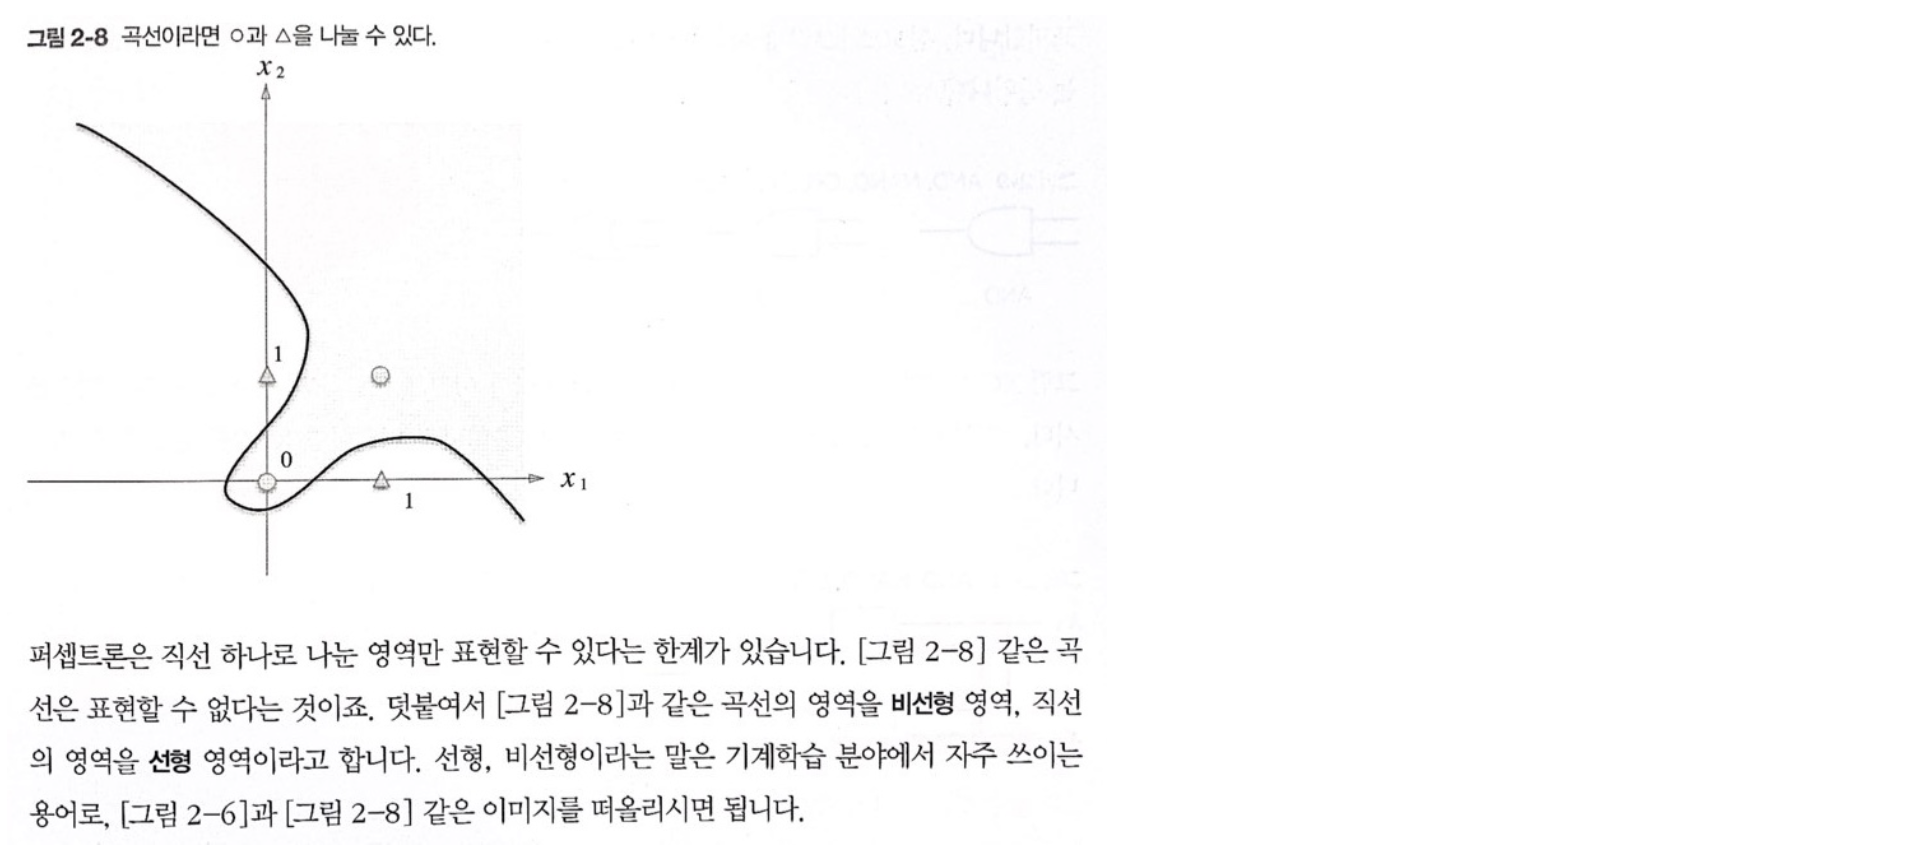 그림 2-8 곡선이라면 ○과 △을 나눌 수 있다.
x2
1
0
x1
1
퍼셉트론은 직선 하나로 나눈 영역만 표현할 수 있다는 한계가 있습니다. [그림 2-8] 같은 곡
선은 표현할 수 없다는 것이죠. 덧붙여서 [그림 2-8]과 같은 곡선의 영역을 비선형 영역, 직선
의 영역을 선형 영역이라고 합니다. 선형, 비선형이라는 말은 기계학습 분야에서 자주 쓰이는
용어로, [그림 2-6]과 [그림 2-8] 같은 이미지를 떠올리시면 됩니다.